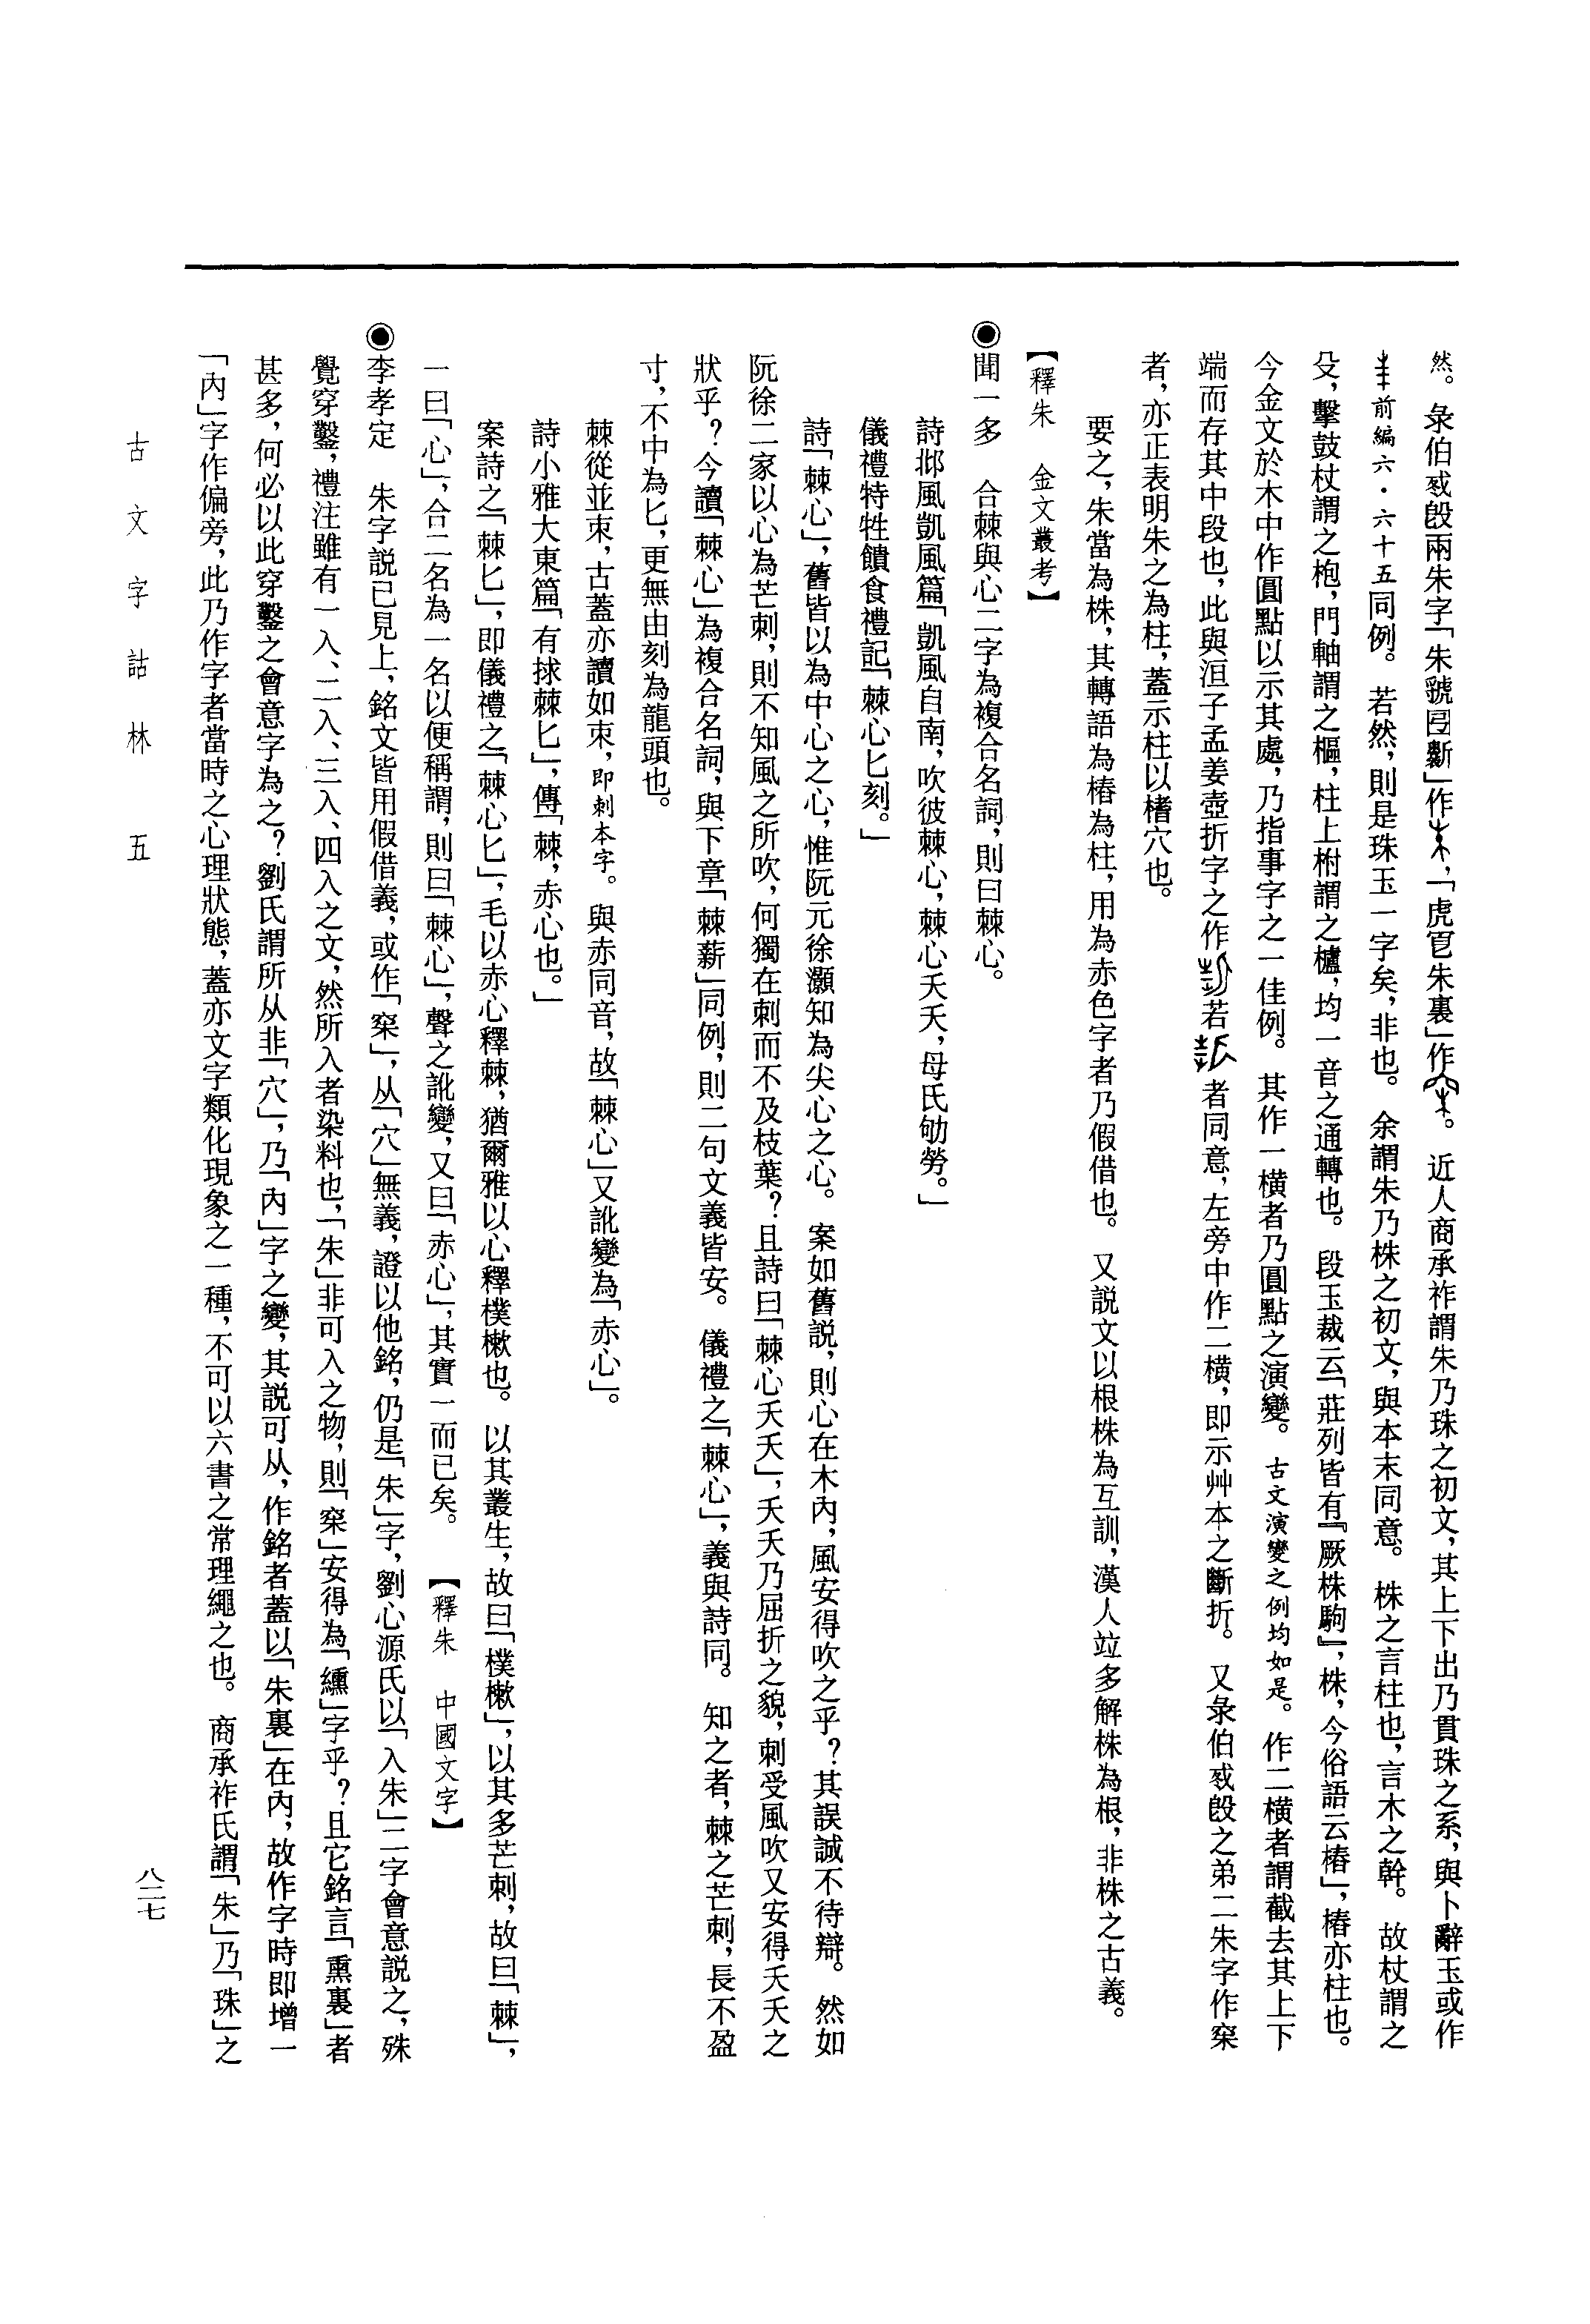 然。彔伯㦰𣪘兩朱字「朱虢㠯斳」作，「虎冟朱裏」作。近人商承祚謂朱乃珠之初文，其上下出乃貫珠之系，與卜辭玉或作
前編六·六十五同例。若然，則是珠玉一字矣，非也。余謂朱乃株之初文，與本末同意。株之言柱也，言木之幹。故杖謂之
殳，擊鼓杖謂之枹，門軸謂之樞，柱上柎謂之櫨，均一音之通轉也。段玉裁云「莊列皆有『厥株駒』，株，今俗語云樁」，樁亦柱也。
今金文於木中作圓點以示其處，乃指事字之一佳例。其作一橫者乃圓點之演變。古文演變之例均如是。作二橫者謂截去其上下
端而存其中段也，此與洹子孟姜壺折字之作若者同意，左旁中作二橫，即示艸本之斷折。又彔伯㦰𣪘之弟二朱字作穼
者，亦正表明朱之為柱，蓋示柱以楮穴也。
要之，朱當為株，其轉語為樁為柱，用為赤色字者乃假借也。又説文以根株為互訓，漢人竝多解株為根，非株之古義。
【釋朱　金文叢考】
◉聞一多　合棘與心二字為複合名詞，則曰棘心。
詩邶風凱風篇「凱風自南，吹彼棘心，棘心夭夭，母氏劬勞。」
儀禮特牲饋食禮記「棘心匕刻。」
詩「棘心」，舊皆以為中心之心，惟阮元徐灝知為尖心之心。案如舊説，則心在木內，風安得吹之乎？其誤誠不待辯。然如
阮徐二家以心為芒刺，則不知風之所吹，何獨在刺而不及枝葉？且詩曰「棘心夭夭」，夭夭乃屈折之貌，刺受風吹又安得夭夭之
狀乎？今讀「棘心」為複合名詞，與下章「棘薪」同例，則二句文義皆安。儀禮之「棘心」，義與詩同。知之者，棘之芒刺，長不盈
寸，不中為匕，更無由刻為龍頭也。
棘從並朿，古蓋亦讀如朿，即刺本字。與赤同音，故「棘心」又訛變為「赤心」。
詩小雅大東篇「有捄棘匕」，傳「棘，赤心也。」
案詩之「棘匕」，即儀禮之「棘心匕」，毛以赤心釋棘，猶爾雅以心釋樸樕也。以其叢生，故曰「樸樕」，以其多芒刺，故曰「棘」，
一曰「心」，合二名為一名以便稱謂，則曰「棘心」，聲之訛變，又曰「赤心」，其實一而已矣。【釋朱　中國文字】
◉李孝定　朱字説已見上，銘文皆用假借義，或作「穼」，从「穴」無義，證以他銘，仍是「朱」字，劉心源氏以「入朱」二字會意説之，殊
覺穿鑿，禮注雖有一入、二入、三入、四入之文，然所入者染料也，「朱」非可入之物，則「穼」安得為「纁」字乎？且它銘言「熏裏」者
甚多，何必以此穿鑿之會意字為之？劉氏謂所从非「穴」，乃「內」字之變，其説可从，作銘者蓋以「朱裏」在內，故作字時即增一
「內」字作偏旁，此乃作字者當時之心理狀態，蓋亦文字類化現象之一種，不可以六書之常理繩之也。商承祚氏謂「朱」乃「珠」之
古文字詁林　五
八二七